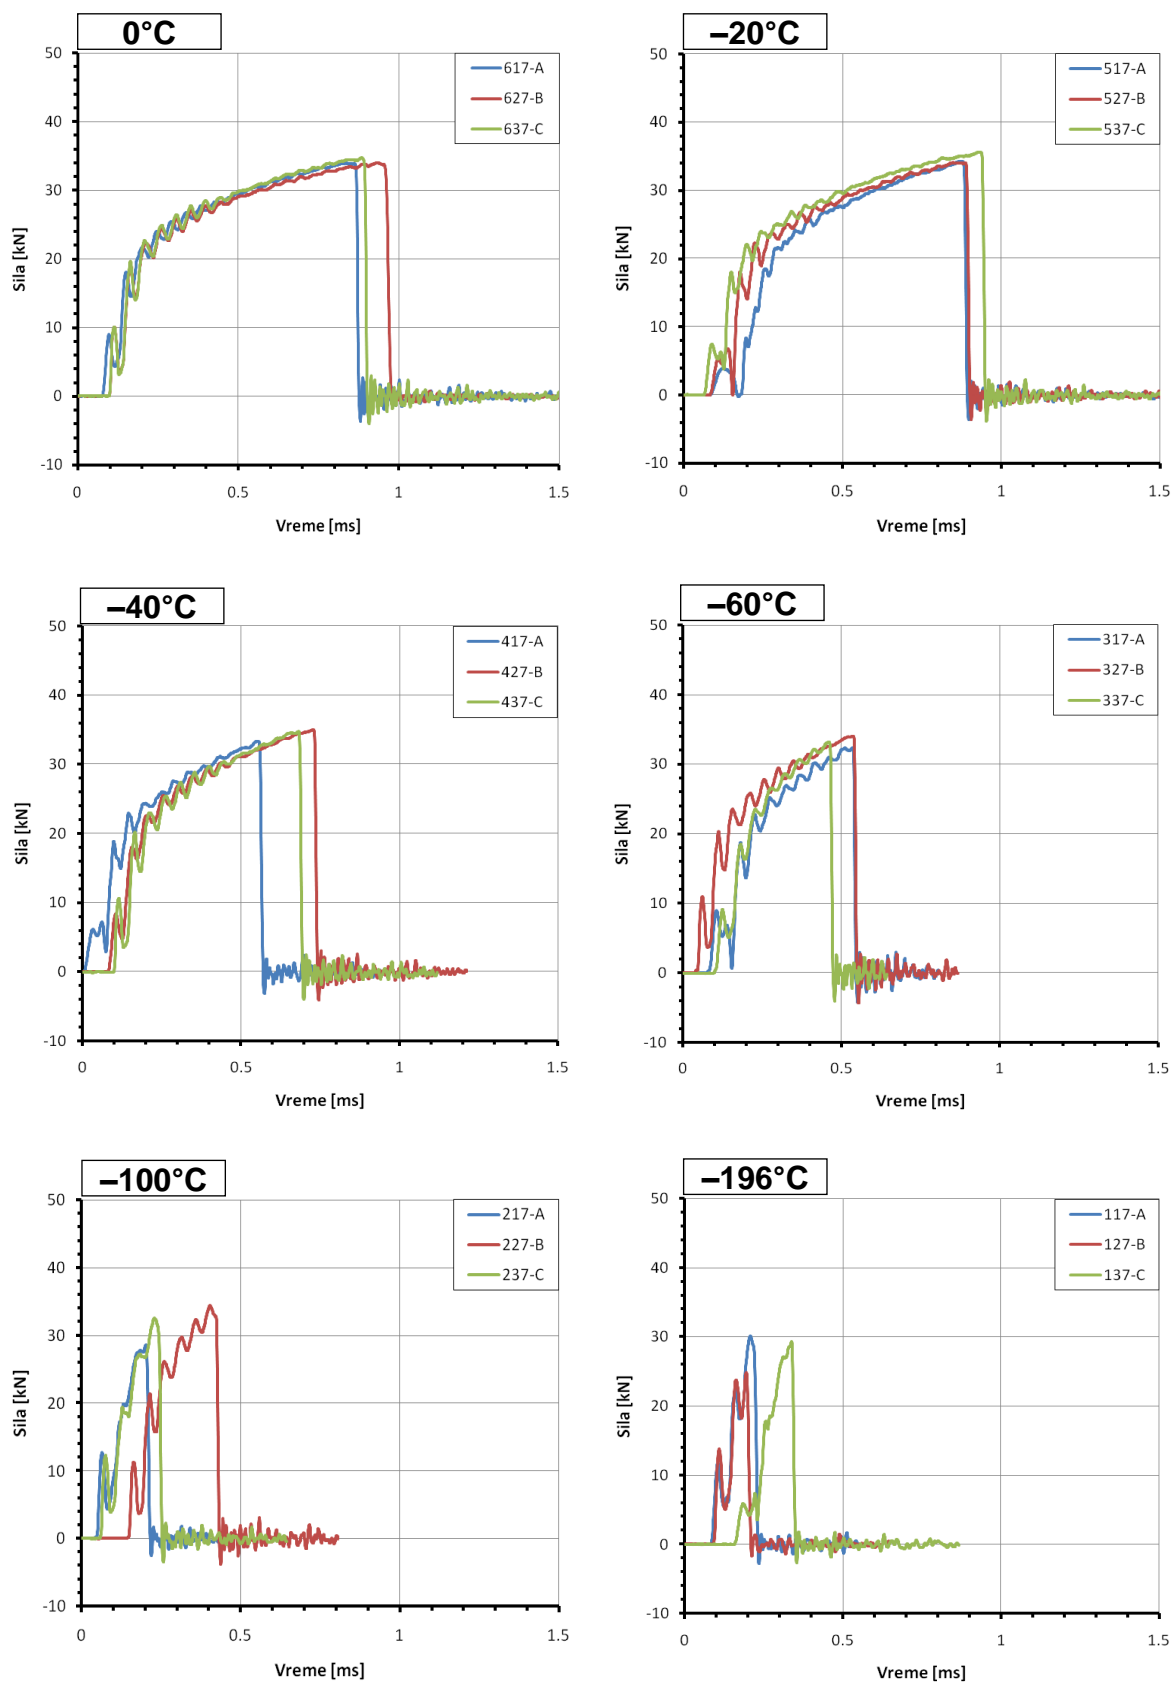 0°C
50
40
30
20
10
0
-10
Sila [kN]
617-A
627-B
637-C
0
0.5
1
1.5
Vreme [ms]
–20°C
50
40
30
20
10
0
-10
Sila [kN]
517-A
527-B
537-C
0
0.5
1
1.5
Vreme [ms]
–40°C
50
40
30
20
10
0
-10
Sila [kN]
417-A
427-B
437-C
0
0.5
1
1.5
Vreme [ms]
–60°C
50
40
30
20
10
0
-10
Sila [kN]
317-A
327-B
337-C
0
0.5
1
1.5
Vreme [ms]
–100°C
50
40
30
20
10
0
-10
Sila [kN]
217-A
227-B
237-C
0
0.5
1
1.5
Vreme [ms]
–196°C
50
40
30
20
10
0
-10
Sila [kN]
117-A
127-B
137-C
0
0.5
1
1.5
Vreme [ms]